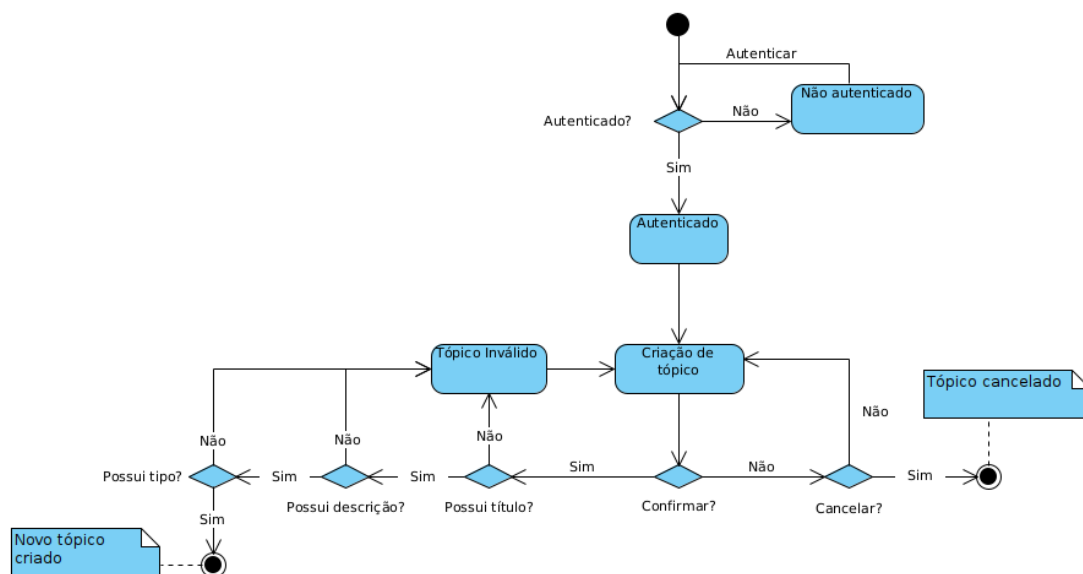 Autenticar
Não autenticado
Autenticado?
Não
Sim
Autenticado
Tópico Inválido
Criação de
tópico
Tópico cancelado
Não
Não
Não
Não
Possui tipo?
Sim
Sim
Sim
Não
Sim
Possui descrição?
Possui título?
Confirmar?
Cancelar?
Sim
Novo tópico
criado